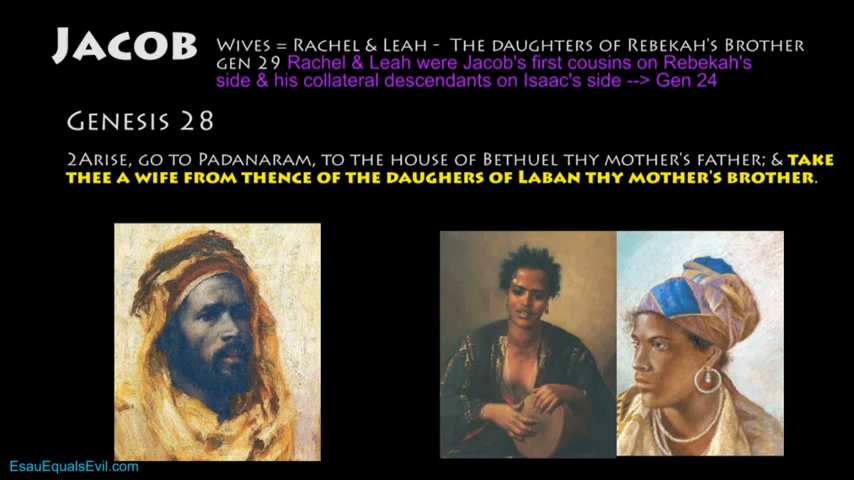 JACOB
WIVES = RACHEL & LEAH - THE DAUGHTERS OF REBEKAH'S BROTHER
GEN 29 Rachel & Leah were Jacob's first cousins on Rebekah's
side & his collateral descendants on Isaac's side --> Gen 24
GENESIS 28
2ARISE, GO TO PADANARAM, TO THE HOUSE OF BETHUEL THY MOTHER'S FATHER; & TAKE
THEE A WIFE FROM THENCE OF THE DAUGHERS OF LABAN THY MOTHER'S BROTHER.
EsauEqualsEvil.com